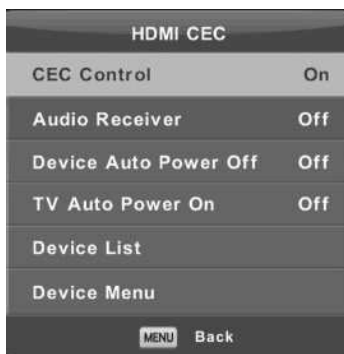 HDMI CEC
CEC Control On
Audio Receiver Off
Device Auto Power Off Off
TV Auto Power On Off
Device List
Device Menu
MENU Back